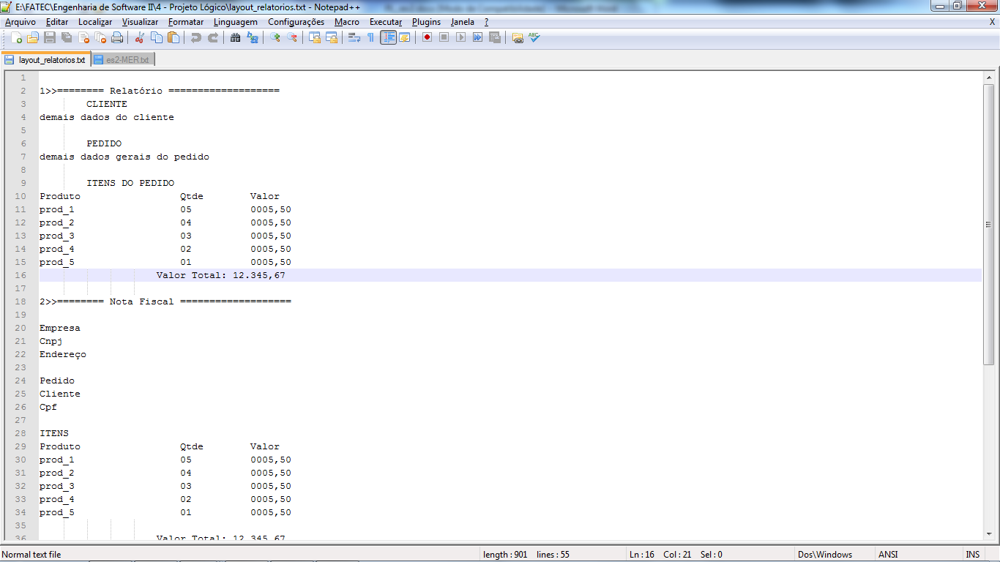 E:\FATEC\Engenharia de Software II\4 - Projeto Lógico\layout_relatorios.txt - Notepad++
Arquivo Editar Localizar Visualizar Formatar Linguagem Configurações Macro Executar Plugins Janela ? X
layout_relatorios.txt es2-MER.txt
1
2 1>>======== Relatório ===================
3 CLIENTE
4 demais dados do cliente
5
6 PEDIDO
7 demais dados gerais do pedido
8
9 ITENS DO PEDIDO
10 Produto Qtde Valor
11 prod_1 05 0005,50
12 prod_2 04 0005,50
13 prod_3 03 0005,50
14 prod_4 02 0005,50
15 prod_5 01 0005,50
16 Valor Total: 12.345,67
17
18 2>>======== Nota Fiscal ===================
19
20 Empresa
21 Cnpj
22 Endereço
23
24 Pedido
25 Cliente
26 Cpf
27
28 ITENS
29 Produto Qtde Valor
30 prod_1 05 0005,50
31 prod_2 04 0005,50
32 prod_3 03 0005,50
33 prod_4 02 0005,50
34 prod_5 01 0005,50
35
36 Valor Total: 12.345,67
Normal text file length : 901 lines : 55 Ln : 16 Col : 21 Sel : 0 Dos\Windows ANSI INS